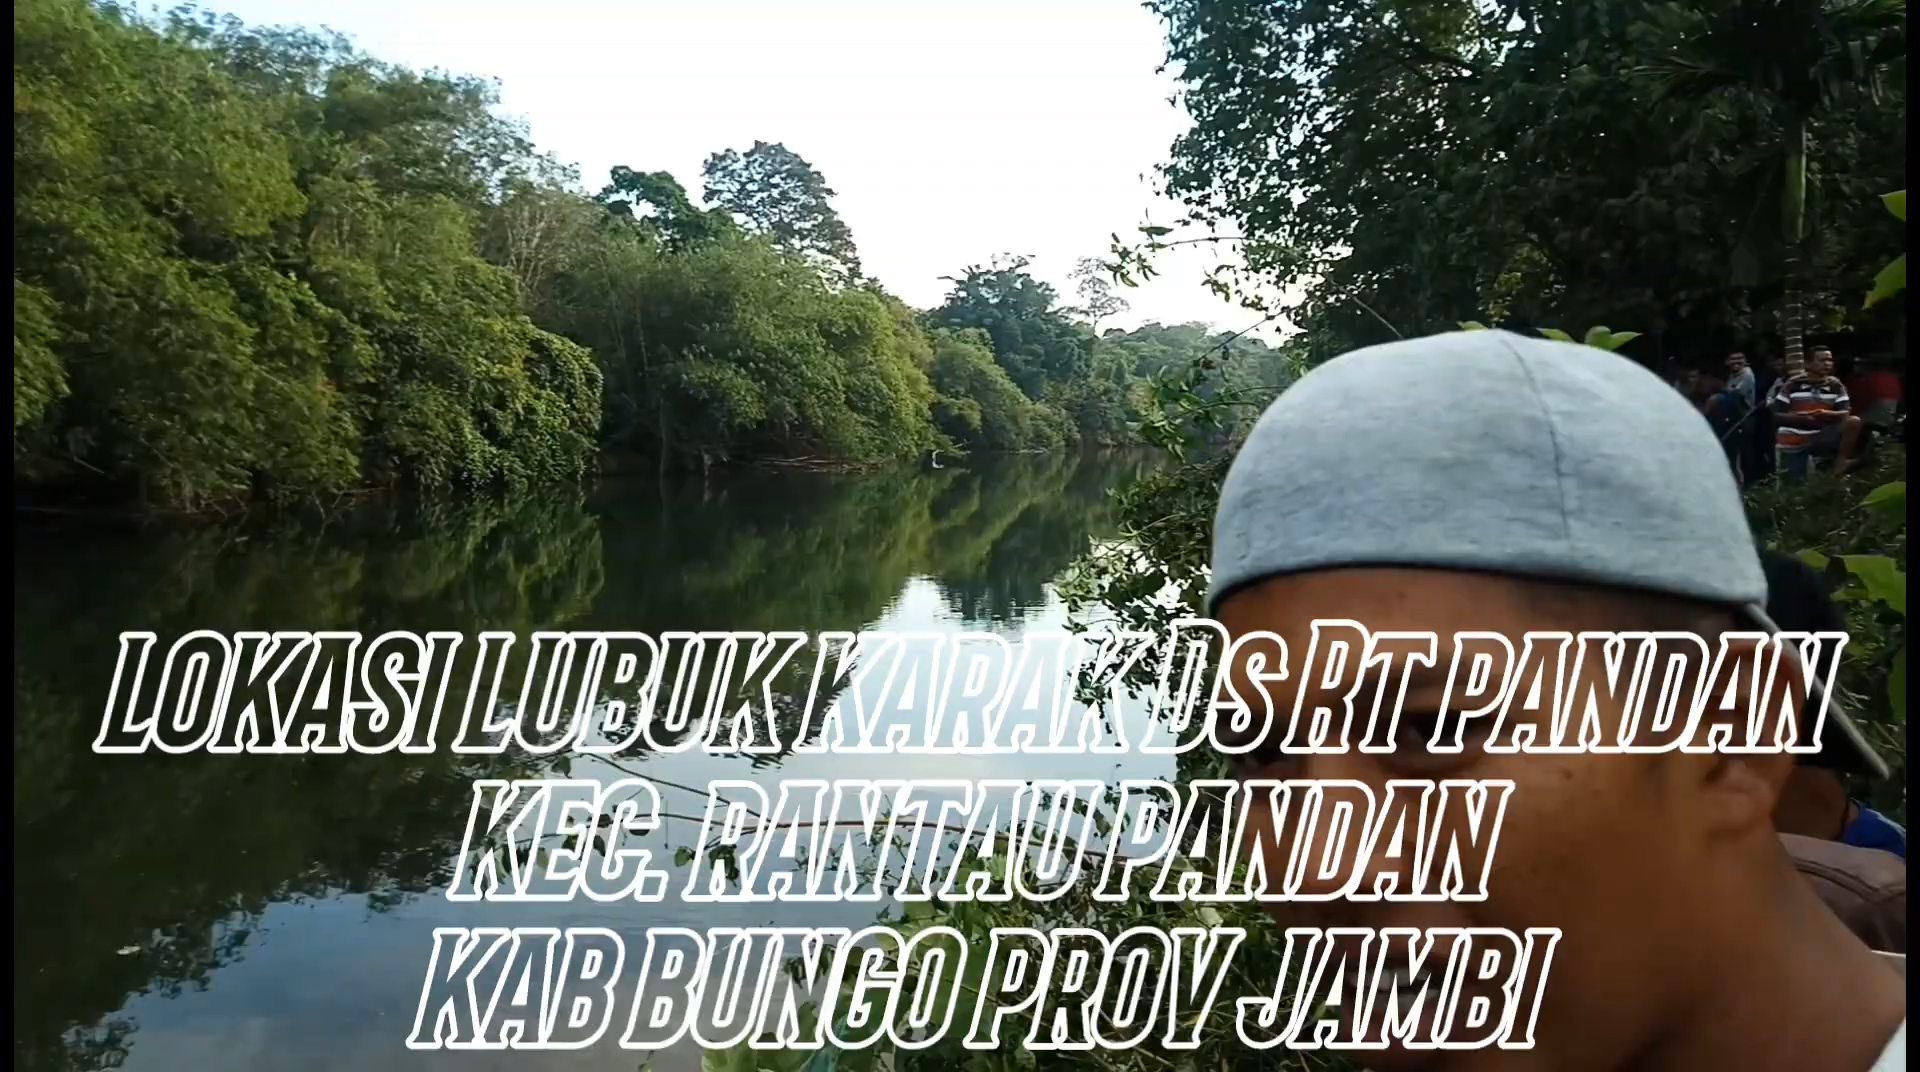 LOKASI LUBUK KARAK DS RT PANDAN
KEC. RANTAU PANDAN
KAB BUNGO PROV JAMBI